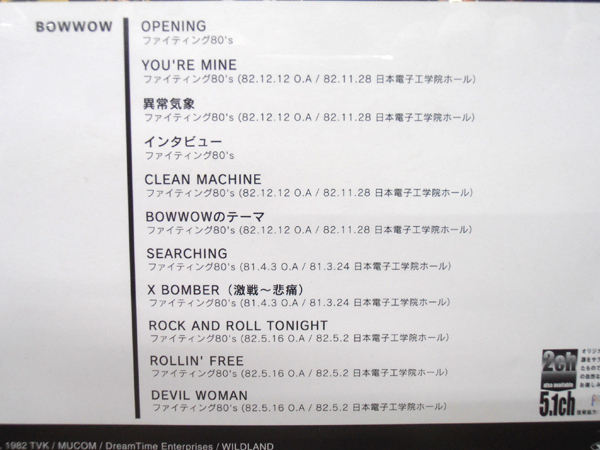 BOWWOW
OPENING
ファイティング80's
YOU'RE MINE
ファイティング80's (82.12.12 O.A / 82.11.28 日本電子工学院ホール)
異常気象
ファイティング80's (82.12.12 O.A / 82.11.28 日本電子工学院ホール)
インタビュー
ファイティング80's
CLEAN MACHINE
ファイティング80's (82.12.12 O.A / 82.11.28 日本電子工学院ホール)
BOWWOWのテーマ
ファイティング80's (82.12.12 O.A / 82.11.28 日本電子工学院ホール)
SEARCHING
ファイティング80's (81.4.3 O.A / 81.3.24 日本電子工学院ホール)
X BOMBER（激戦〜悲痛）
ファイティング80's (81.4.3 O.A / 81.3.24 日本電子工学院ホール)
ROCK AND ROLL TONIGHT
ファイティング80's (82.5.16 O.A / 82.5.2 日本電子工学院ホール)
ROLLIN' FREE
ファイティング80's (82.5.16 O.A / 82.5.2 日本電子工学院ホール)
DEVIL WOMAN
ファイティング80's (82.5.16 O.A / 82.5.2 日本電子工学院ホール)
2ch
also available
5.1ch
オリジナ
1982 TVK / MUCOM / DreamTime Enterprises / WILDLAND